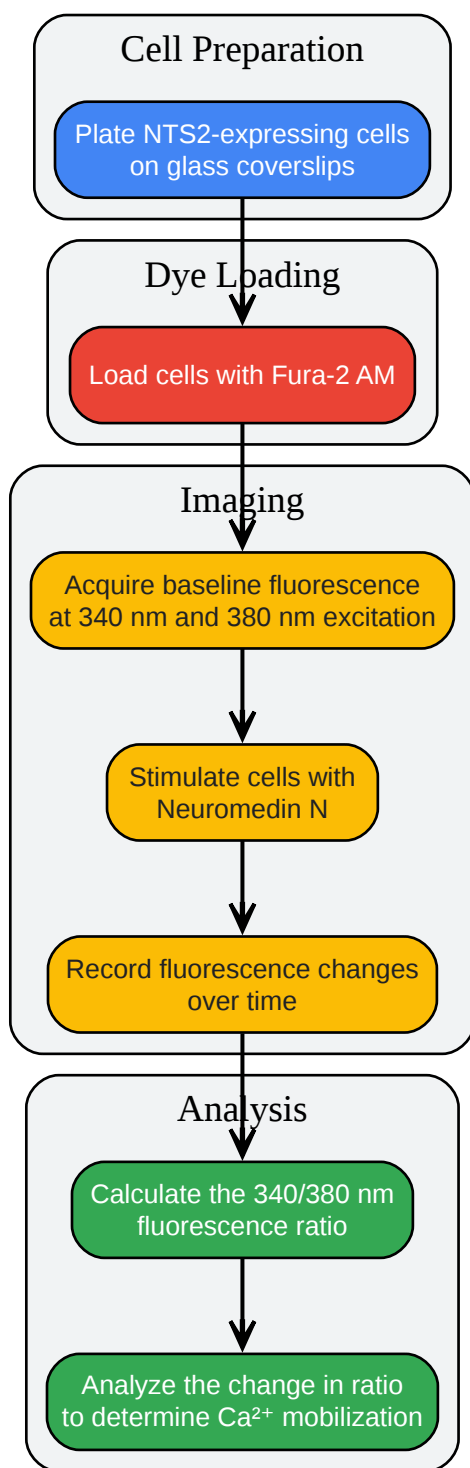 Cell Preparation
Plate NTS2-expressing cells
on glass coverslips
Dye Loading
Load cells with Fura-2 AM
Imaging
Acquire baseline fluorescence
at 340 nm and 380 nm excitation
Stimulate cells with
Neuromedin N
Record fluorescence changes
over time
Analysis
Calculate the 340/380 nm
fluorescence ratio
Analyze the change in ratio
to determine Ca²⁺ mobilization